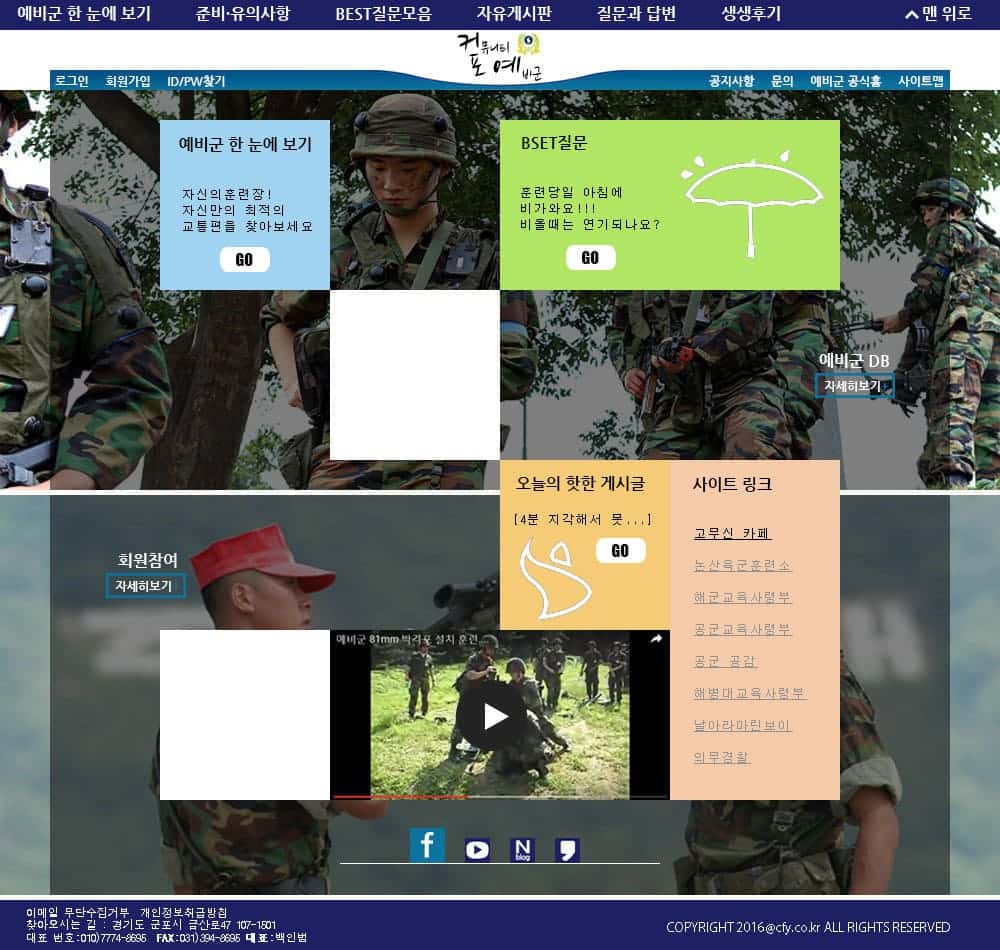 예비군 한 눈에 보기 준비·유의사항 BEST질문모음 자유게시판 질문과 답변 생생후기 맨 위로
커뮤니티
포 예비군
로그인 회원가입 ID/PW찾기 공지사항 문의 예비군 공식홈 사이트맵
예비군 한 눈에 보기
자신의훈련장!
자신만의 최적의
교통편을 찾아보세요
GO
BSET질문
훈련당일 아침에
비가와요!!!
비올때는 연기되나요?
GO
예비군 DB
자세히보기
오늘의 핫한 게시글
[4분 지각해서 못...]
GO
사이트 링크
고무신 카페
논산육군훈련소
해군교육사령부
공군교육사령부
공군 공감
해병대교육사령부
날아라마린보이
의무경찰
회원참여
자세히보기
예비군 81mm 박격포 설치 훈련
f
N
blog
이메일 무단수집거부 개인정보취급방침
찾아오시는 길 : 경기도 군포시 금산로47 107-1501
대표 번호:010)7774-8695 FAX:031)394-8695 대표:백인범
COPYRIGHT 2016@cfy.co.kr ALL RIGHTS RESERVED